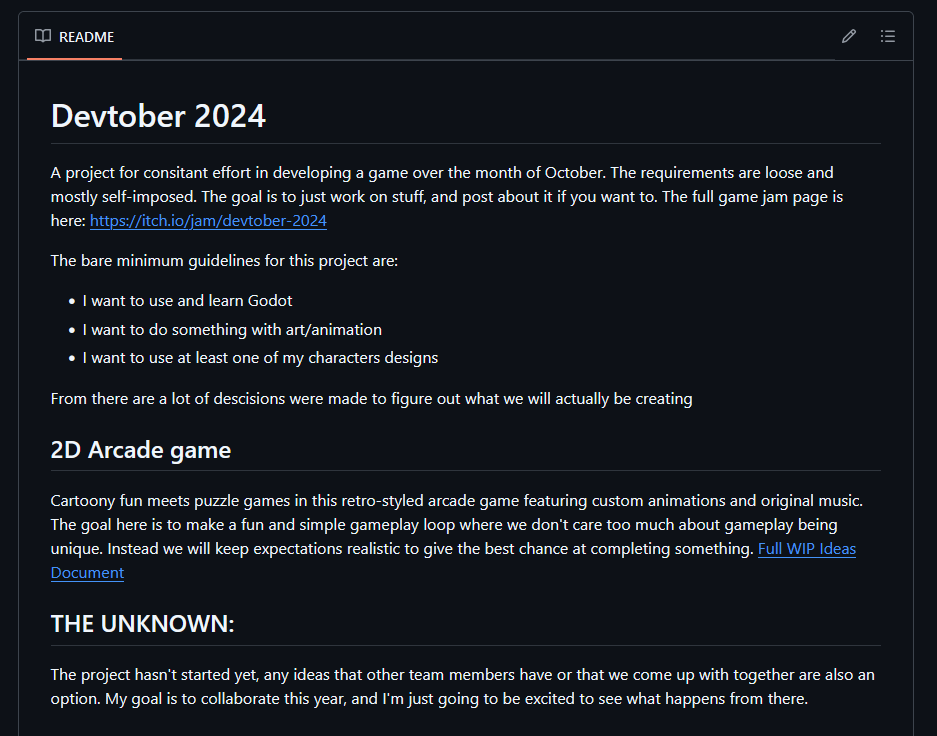 README
Devtober 2024
A project for consitant effort in developing a game over the month of October. The requirements are loose and
mostly self-imposed. The goal is to just work on stuff, and post about it if you want to. The full game jam page is
here: https://itch.io/jam/devtober-2024
The bare minimum guidelines for this project are:
• I want to use and learn Godot
• I want to do something with art/animation
• I want to use at least one of my characters designs
From there are a lot of descisions were made to figure out what we will actually be creating
2D Arcade game
Cartoony fun meets puzzle games in this retro-styled arcade game featuring custom animations and original music.
The goal here is to make a fun and simple gameplay loop where we don't care too much about gameplay being
unique. Instead we will keep expectations realistic to give the best chance at completing something. Full WIP Ideas
Document
THE UNKNOWN:
The project hasn't started yet, any ideas that other team members have or that we come up with together are also an
option. My goal is to collaborate this year, and I'm just going to be excited to see what happens from there.